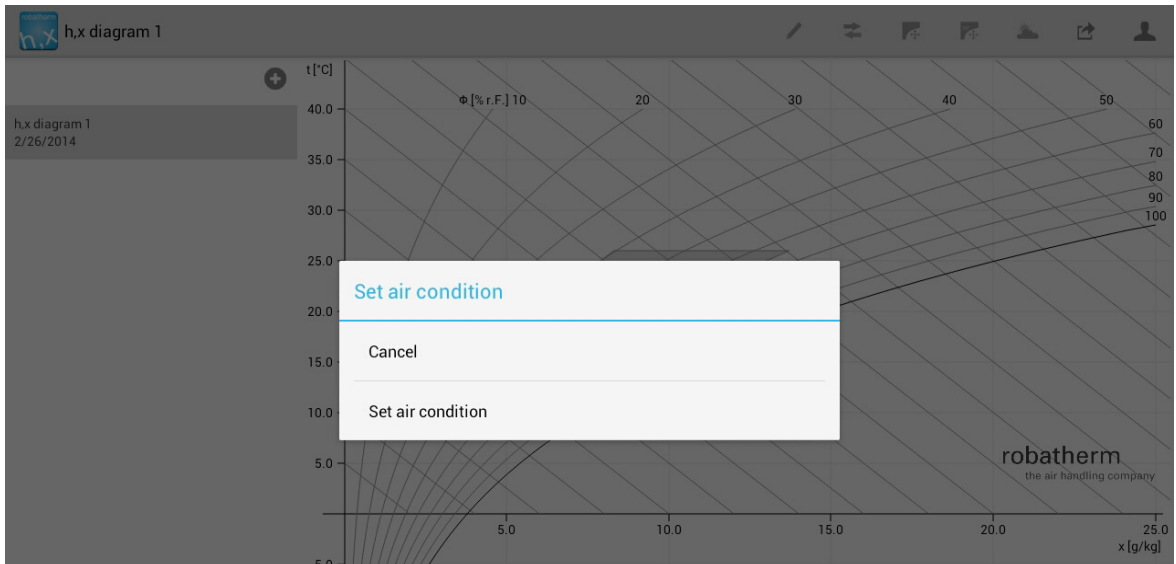 robatherm
h,x
h,x diagram 1
h,x diagram 1
2/26/2014
t [°C]
Φ [% r.F.] 10 20 30 40 50
60
70
80
90
100
40.0
35.0
30.0
25.0
20.0
15.0
10.0
5.0
Set air condition
Cancel
Set air condition
robatherm
the air handling company
5.0 10.0 15.0 20.0 25.0
x [g/kg]
-5.0